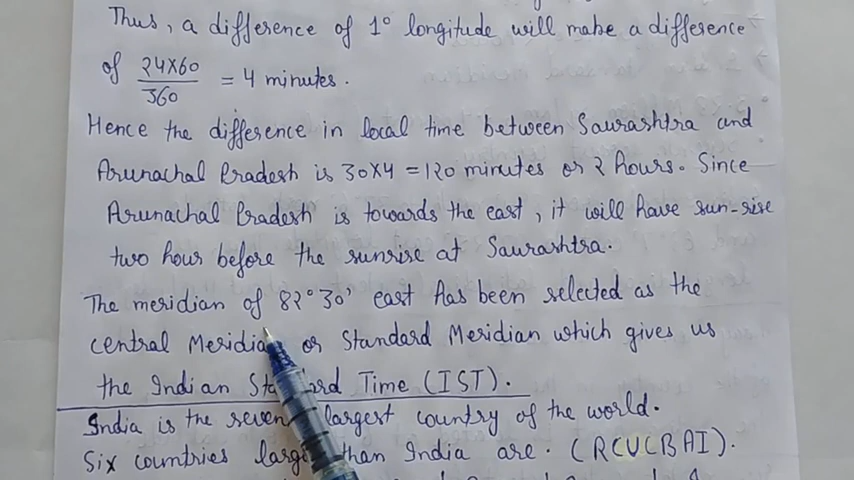 Thus, a difference of 1° longitude will make a difference
of 24X60/360 = 4 minutes.
Hence the difference in local time between Saurashtra and
Arunachal Pradesh is 30X4 = 120 minutes or 2 hours. Since
Arunachal Pradesh is towards the east, it will have sun-rise
two hour before the sunrise at Saurashtra.
The meridian of 82°30' east has been selected as the
central Meridian or Standard Meridian which gives us
the Indian Standard Time (IST).
India is the seven largest country of the world.
Six countries larg than India are. (RCUCBAI).